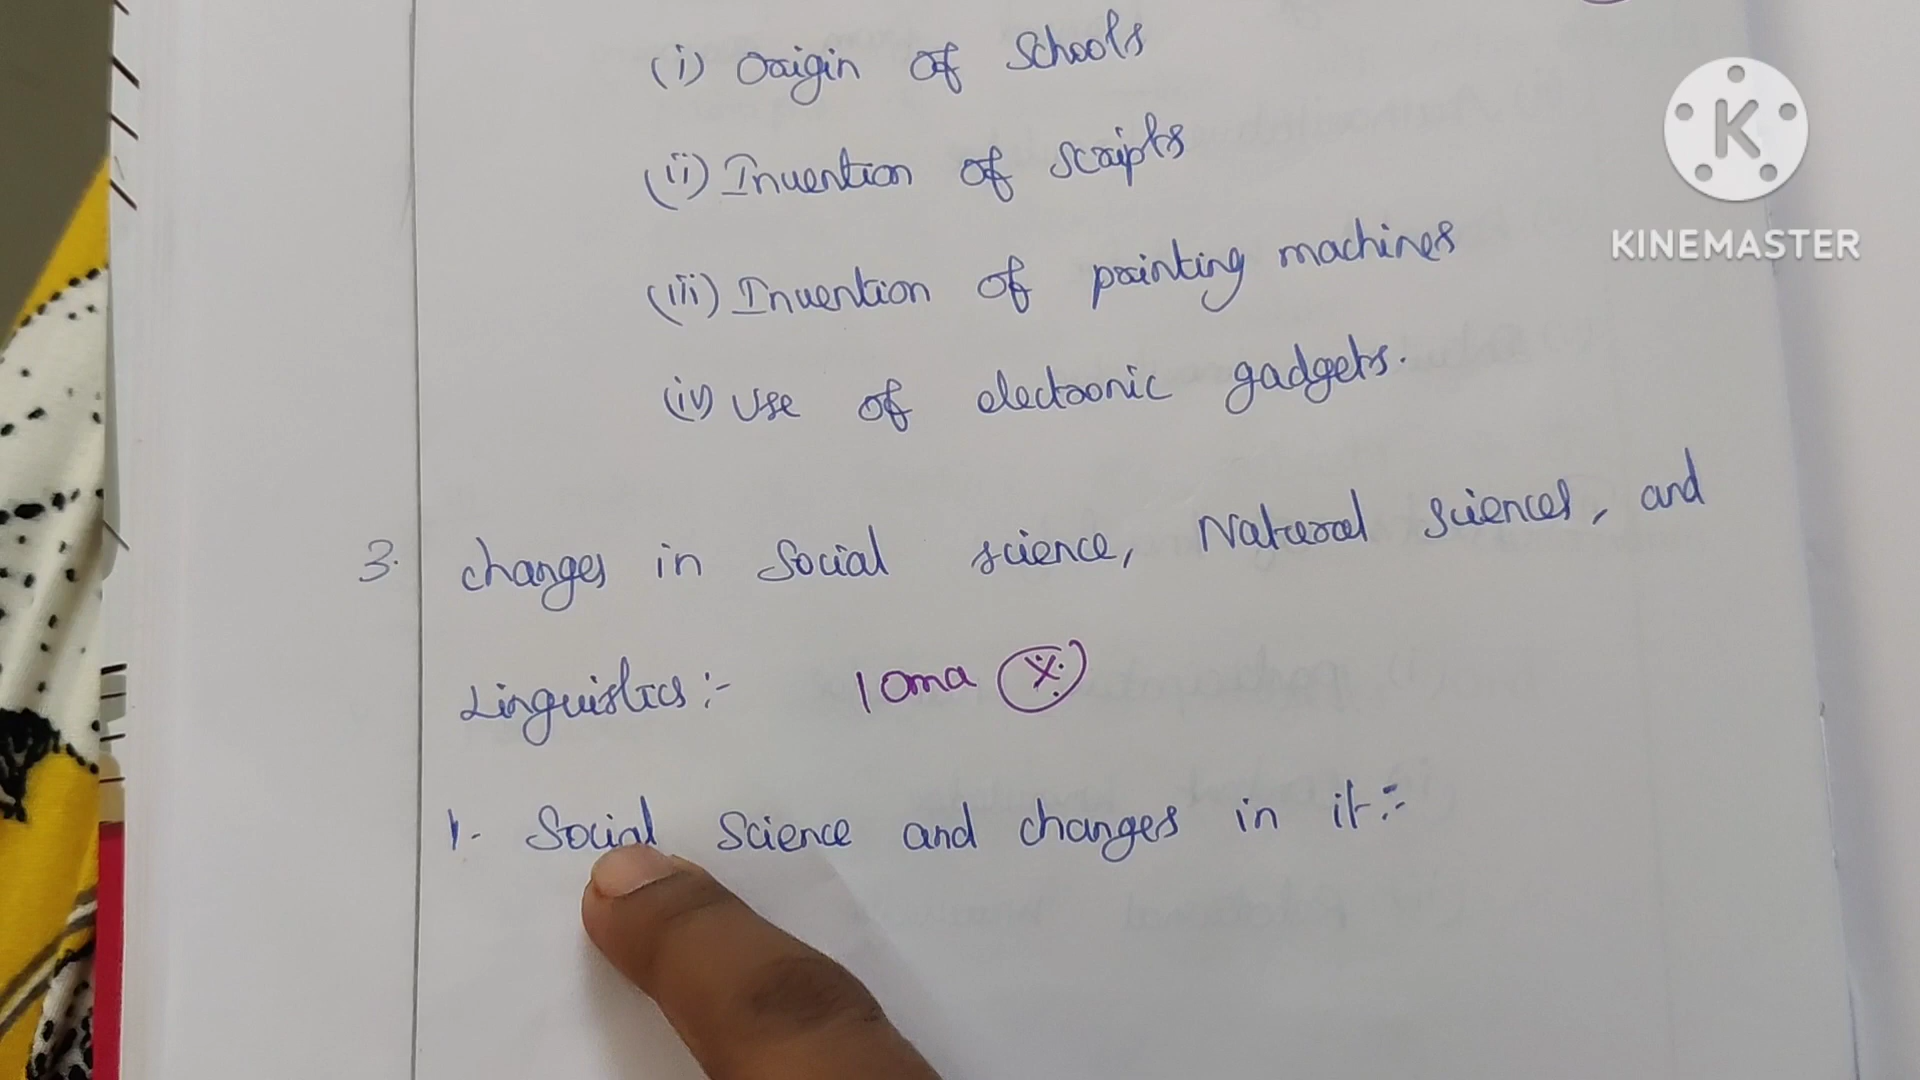 (i) Origin of Schools
(ii) Invention of scripts
(iii) Invention of printing machines
(iv) Use of electronic gadgets.
3. changes in Social science, Natural sciences, and
Linguistics :- 10ma
1. Social Science and changes in it :-
K
KINEMASTER